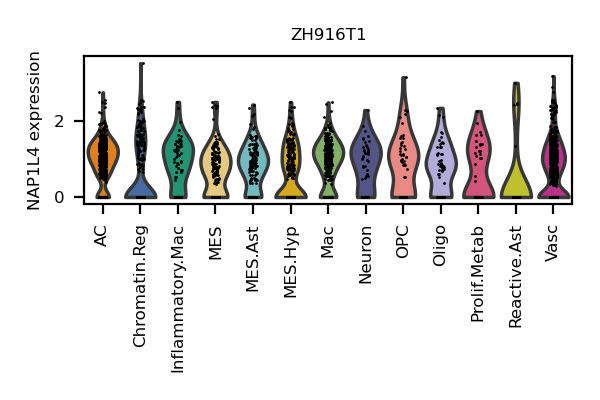 ZH916T1
NAP1L4 expression
2
0
AC
Chromatin.Reg
Inflammatory.Mac
MES
MES.Ast
MES.Hyp
Mac
Neuron
OPC
Oligo
Prolif.Metab
Reactive.Ast
Vasc